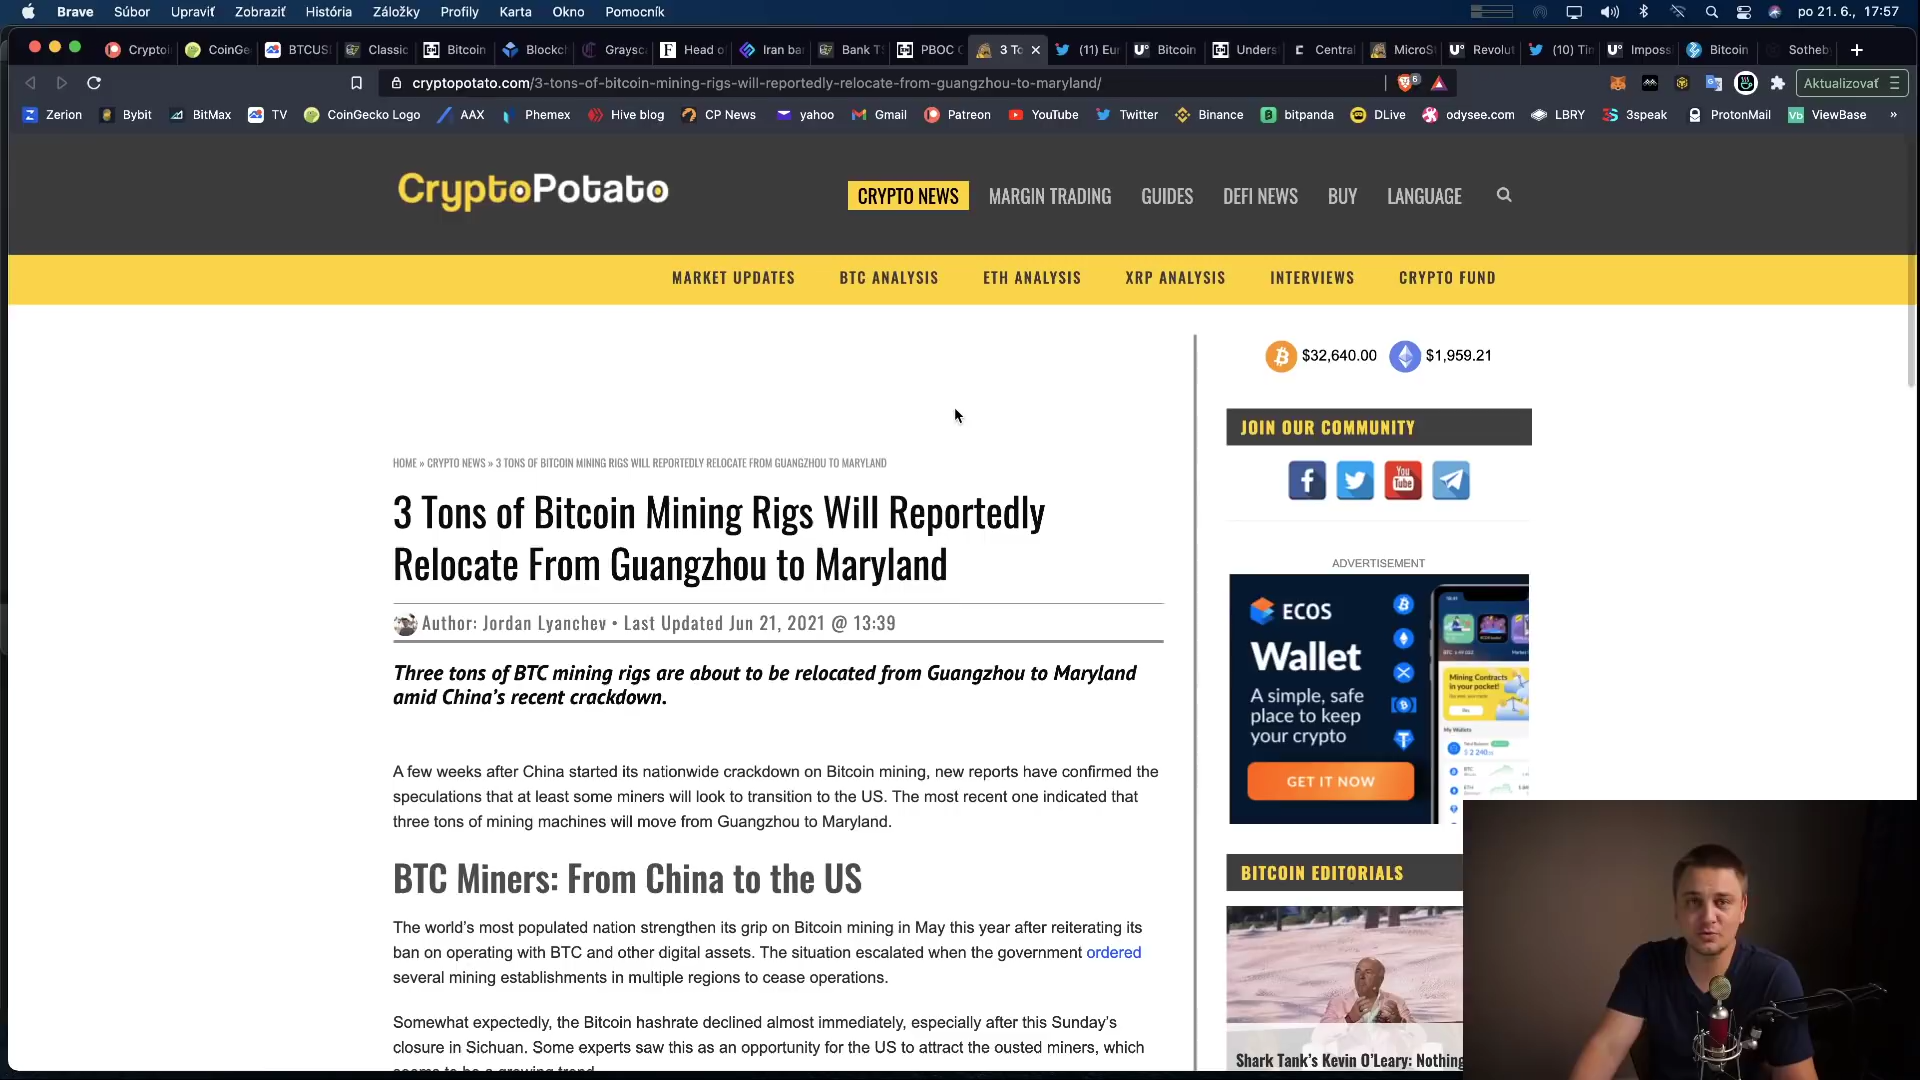 Brave Súbor Upraviť Zobraziť História Záložky Profily Karta Okno Pomocník po 21. 6., 17:57
CoinGe BTCUS Classic Bitcoin Blockc Graysc Head o Iran ba Bank T PBOC 3 To (11) Eur Bitcoin Unders Central MicroSt Revolut (10) Tin Imposs Bitcoin Sotheb
cryptopotato.com/3-tons-of-bitcoin-mining-rigs-will-reportedly-relocate-from-guangzhou-to-maryland/ 6 Aktualizovať
Zerion Bybit BitMax TV CoinGecko Logo AAX Phemex Hive blog CP News yahoo Gmail Patreon YouTube Twitter Binance bitpanda DLive odysee.com LBRY 3speak ProtonMail ViewBase »
CryptoPotato
CRYPTO NEWS MARGIN TRADING GUIDES DEFI NEWS BUY LANGUAGE
MARKET UPDATES BTC ANALYSIS ETH ANALYSIS XRP ANALYSIS INTERVIEWS CRYPTO FUND
$32,640.00 $1,959.21
JOIN OUR COMMUNITY
You Tube
HOME » CRYPTO NEWS » 3 TONS OF BITCOIN MINING RIGS WILL REPORTEDLY RELOCATE FROM GUANGZHOU TO MARYLAND
3 Tons of Bitcoin Mining Rigs Will Reportedly
Relocate From Guangzhou to Maryland
Author: Jordan Lyanchev • Last Updated Jun 21, 2021 @ 13:39
Three tons of BTC mining rigs are about to be relocated from Guangzhou to Maryland
amid China's recent crackdown.
A few weeks after China started its nationwide crackdown on Bitcoin mining, new reports have confirmed the
speculations that at least some miners will look to transition to the US. The most recent one indicated that
three tons of mining machines will move from Guangzhou to Maryland.
BTC Miners: From China to the US
The world's most populated nation strengthen its grip on Bitcoin mining in May this year after reiterating its
ban on operating with BTC and other digital assets. The situation escalated when the government ordered
several mining establishments in multiple regions to cease operations.
Somewhat expectedly, the Bitcoin hashrate declined almost immediately, especially after this Sunday's
closure in Sichuan. Some experts saw this as an opportunity for the US to attract the ousted miners, which
ADVERTISEMENT
ECOS
Wallet
A simple, safe
place to keep
your crypto
GET IT NOW
Mining Contracts
in your pocket!
My Wallets
BITCOIN EDITORIALS
Shark Tank's Kevin O'Leary: Nothing